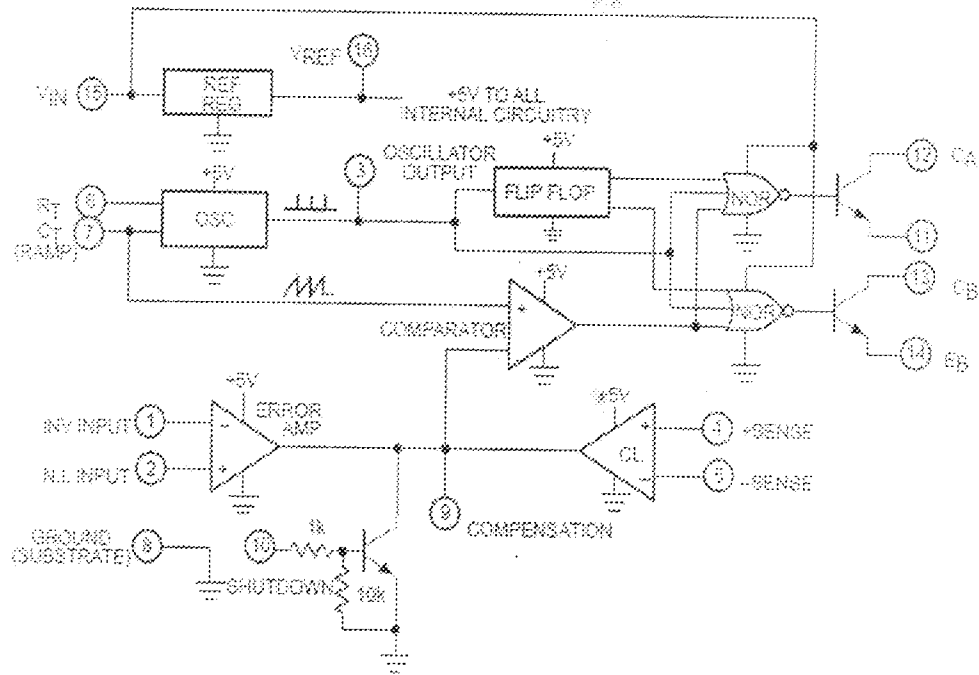 VIN 15
REF
REG
VREF 16
+5V TO ALL
INTERNAL CIRCUITRY
+5V
RT 6
CT 7
(RAMP)
OSC
3
OSCILLATOR
OUTPUT
+5V
FLIP FLOP
NOR
12 CA
11
+5V
COMPARATOR
+
NOR
13 CB
14 EB
+5V
ERROR
AMP
INV INPUT 1
-
N.I. INPUT 2
+
+5V
CL
+
4 +SENSE
-
5 -SENSE
9
COMPENSATION
GROUND
(SUBSTRATE) 8
10
1k
SHUTDOWN
10k